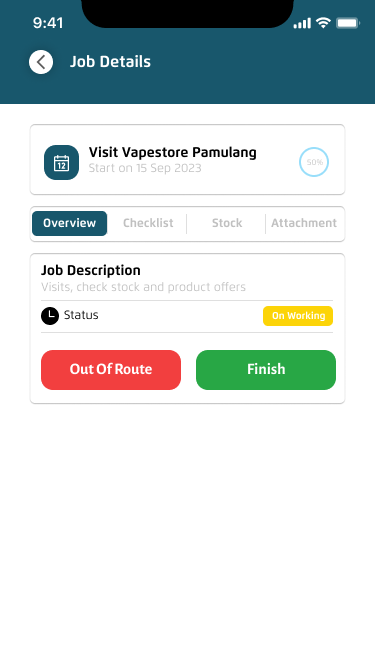 9:41
Job Details
12
Visit Vapestore Pamulang
Start on 15 Sep 2023
50%
Overview
Checklist
Stock
Attachment
Job Description
Visits, check stock and product offers
Status
On Working
Out Of Route
Finish